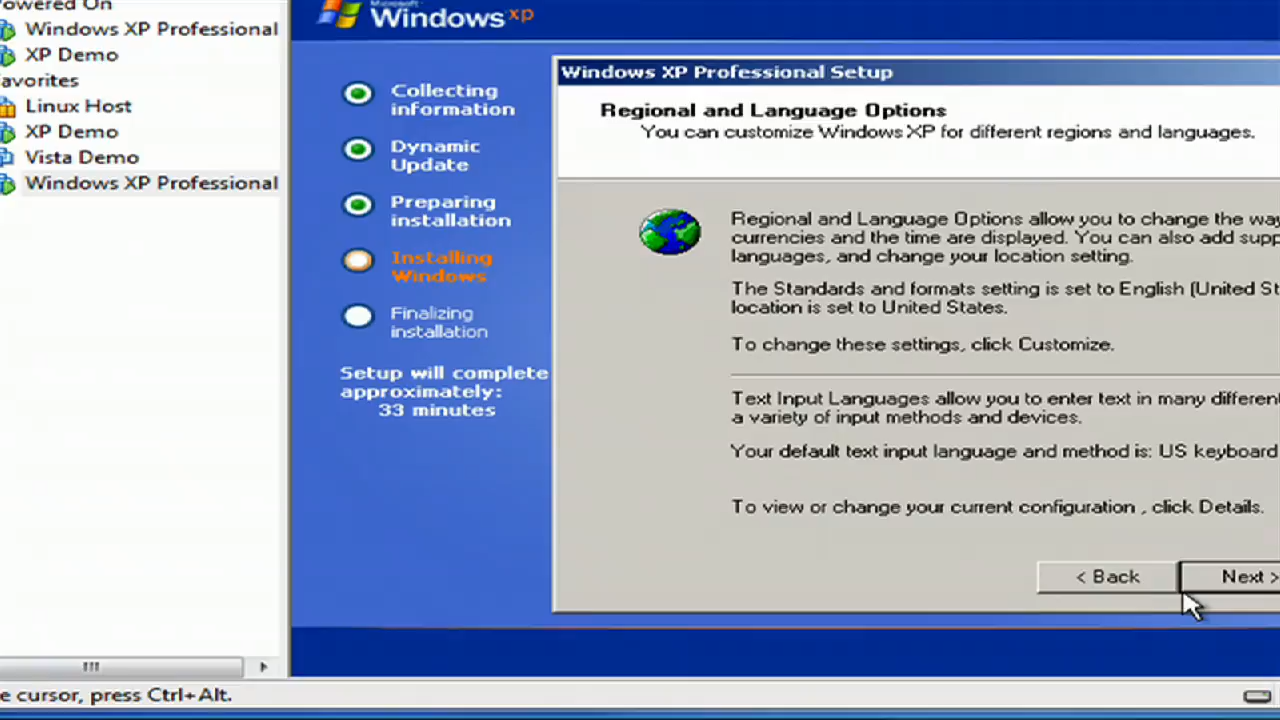 owered On
Windows XP Professional
XP Demo
avorites
Linux Host
XP Demo
Vista Demo
Windows XP Professional
e cursor, press Ctrl+Alt.
Microsoft
Windows xp
Collecting
information
Dynamic
Update
Preparing
installation
Installing
Windows
Finalizing
installation
Setup will complete
approximately:
33 minutes
Windows XP Professional Setup
Regional and Language Options
You can customize Windows XP for different regions and languages.
Regional and Language Options allow you to change the way
currencies and the time are displayed. You can also add supp
languages, and change your location setting.
The Standards and formats setting is set to English (United St
location is set to United States.
To change these settings, click Customize.
Text Input Languages allow you to enter text in many different
a variety of input methods and devices.
Your default text input language and method is: US keyboard
To view or change your current configuration , click Details.
< Back
Next >